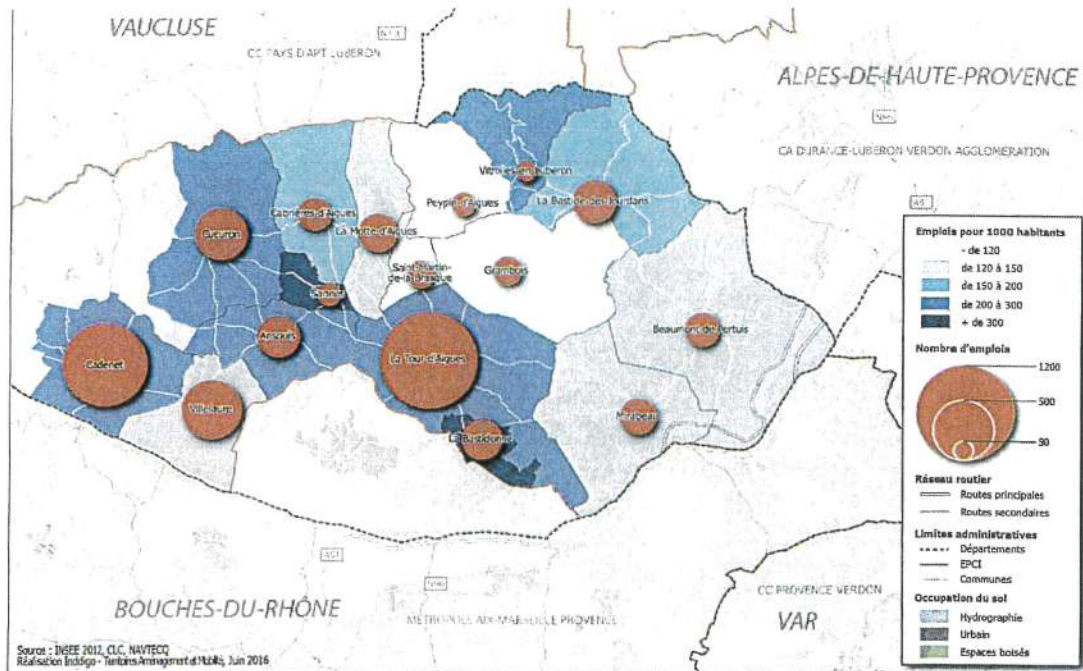 VAUCLUSE
CC PAYS D'APT LUBERON
ALPES-DE-HAUTE-PROVENCE
CA DURANCE-LUBERON VERDON AGGLOMERATION
A51
Vitrolles-en-Luberon
La Bastide-des-Jourdans
Peypin-d'Aigues
Cabrières-d'Aigues
La Motte-d'Aigues
Cucuron
Saint-Martin-
de-la-Brasque
Grambois
Sannes
Beaumont-de-Pertuis
Ansouis
La Tour-d'Aigues
Cadenet
Villelaure
Mirabeau
La Bastidonne
Emplois pour 1000 habitants
- de 120
de 120 à 150
de 150 à 200
de 200 à 300
+ de 300
Nombre d'emplois
1200
500
90
Réseau routier
Routes principales
Routes secondaires
Limites administratives
Départements
EPCI
Communes
Occupation du sol
Hydrographie
Urbain
Espaces boisés
A51
CC PROVENCE VERDON
MÉTROPOLE AIX-MARSEILLE PROVENCE
BOUCHES-DU-RHÔNE
VAR
Source : INSEE 2012, CLC, NAVTECQ
Réalisation Inddigo - Territoires Aménagement et Mobilité, Juin 2016